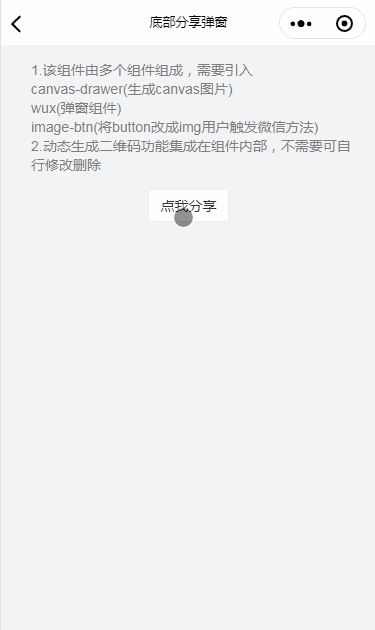 底部分享弹窗
1.该组件由多个组件组成，需要引入
canvas-drawer(生成canvas图片)
wux(弹窗组件)
image-btn(将button改成img用户触发微信方法)
2.动态生成二维码功能集成在组件内部，不需要可自
行修改删除
点我分享